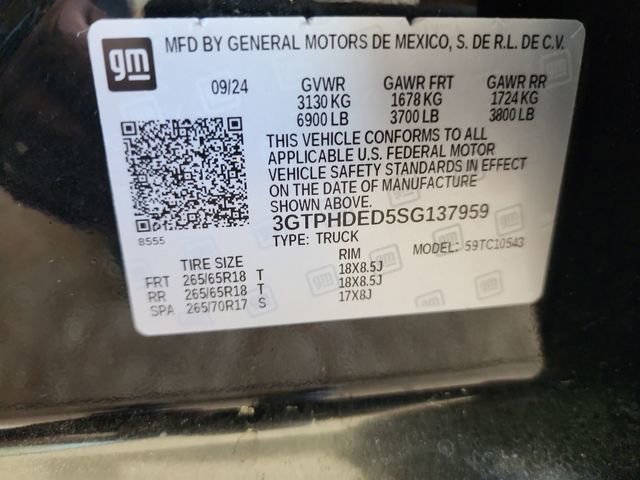 gm
MFD BY GENERAL MOTORS DE MEXICO, S. DE R.L. DE C.V.
09/24 GVWR GAWR FRT GAWR RR
3130 KG 1678 KG 1724 KG
6900 LB 3700 LB 3800 LB
THIS VEHICLE CONFORMS TO ALL
APPLICABLE U.S. FEDERAL MOTOR
VEHICLE SAFETY STANDARDS IN EFFECT
ON THE DATE OF MANUFACTURE
3GTPHDED5SG137959
8555
TYPE: TRUCK MODEL: 59TC10543
TIRE SIZE RIM
FRT 265/65R18 T 18X8.5J
RR 265/65R18 T 18X8.5J
SPA 265/70R17 S 17X8J